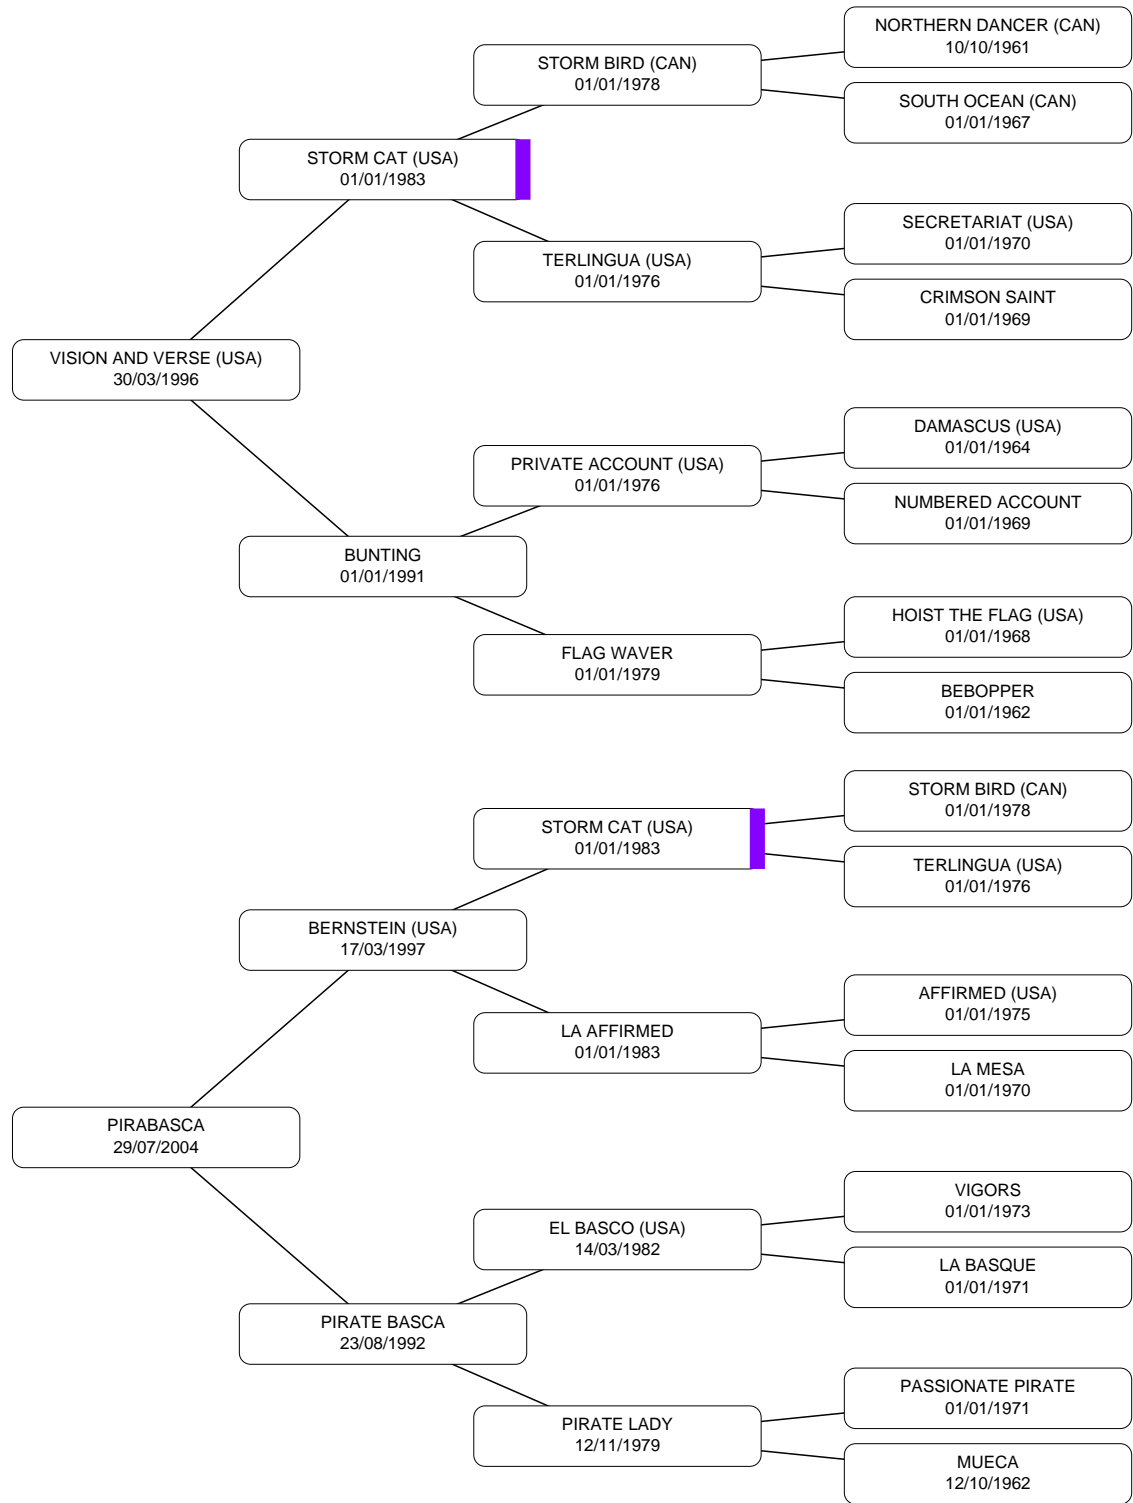 NORTHERN DANCER (CAN)
10/10/1961
STORM BIRD (CAN)
01/01/1978
SOUTH OCEAN (CAN)
01/01/1967
STORM CAT (USA)
01/01/1983
SECRETARIAT (USA)
01/01/1970
TERLINGUA (USA)
01/01/1976
CRIMSON SAINT
01/01/1969
VISION AND VERSE (USA)
30/03/1996
DAMASCUS (USA)
01/01/1964
PRIVATE ACCOUNT (USA)
01/01/1976
NUMBERED ACCOUNT
01/01/1969
BUNTING
01/01/1991
HOIST THE FLAG (USA)
01/01/1968
FLAG WAVER
01/01/1979
BEBOPPER
01/01/1962
STORM BIRD (CAN)
01/01/1978
STORM CAT (USA)
01/01/1983
TERLINGUA (USA)
01/01/1976
BERNSTEIN (USA)
17/03/1997
AFFIRMED (USA)
01/01/1975
LA AFFIRMED
01/01/1983
LA MESA
01/01/1970
PIRABASCA
29/07/2004
VIGORS
01/01/1973
EL BASCO (USA)
14/03/1982
LA BASQUE
01/01/1971
PIRATE BASCA
23/08/1992
PASSIONATE PIRATE
01/01/1971
PIRATE LADY
12/11/1979
MUECA
12/10/1962